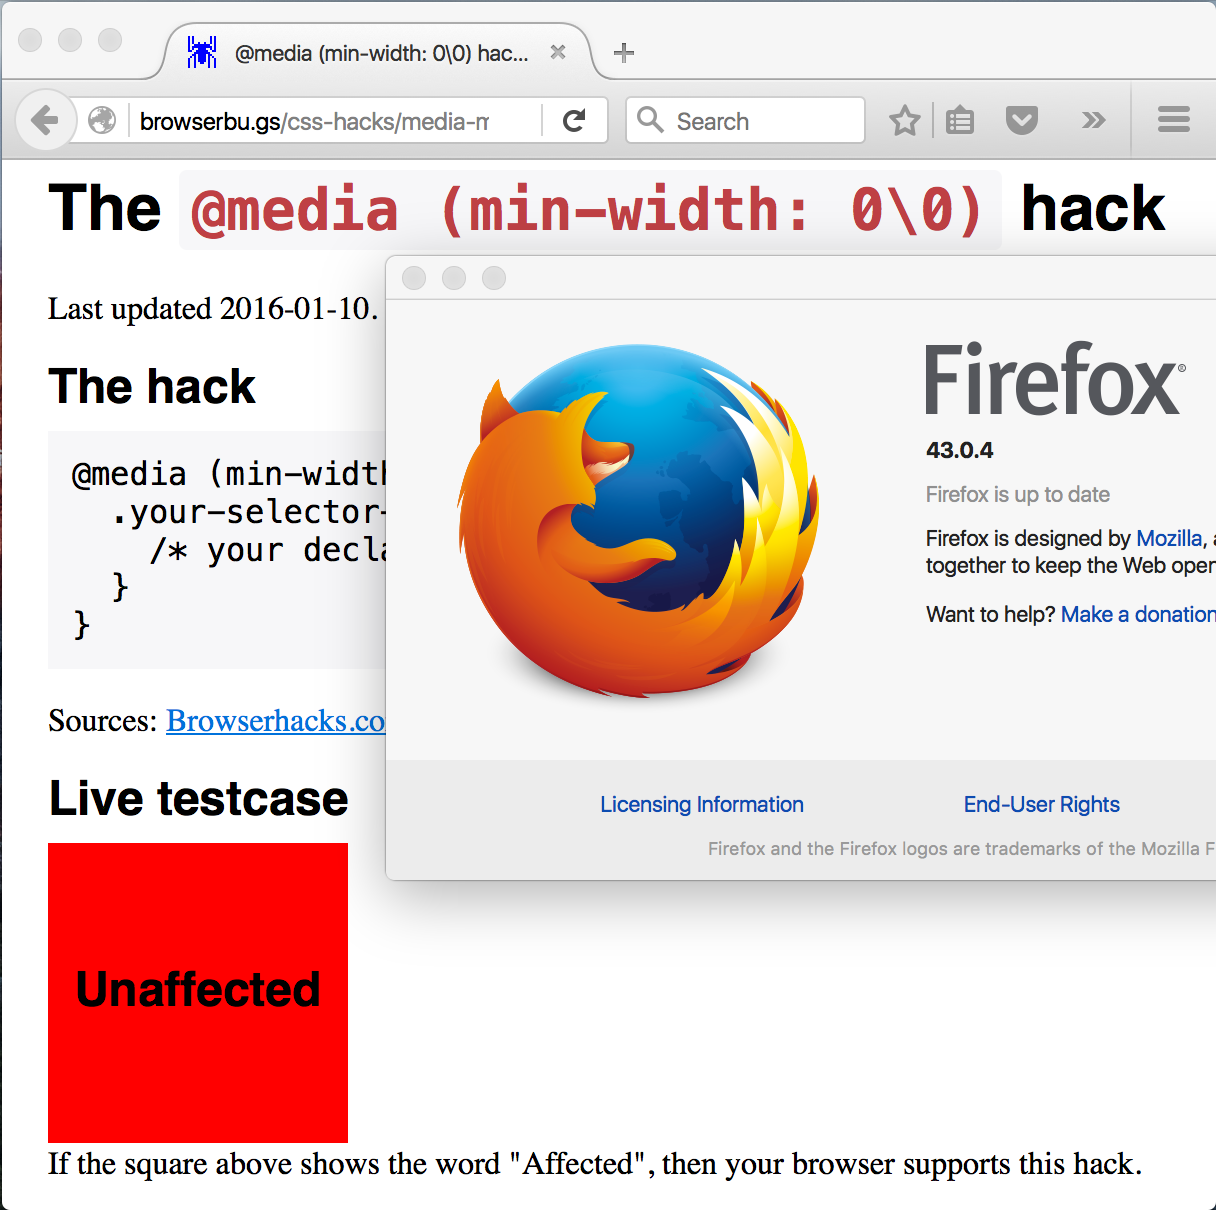 @media (min-width: 0\0) hac...
browserbu.gs/css-hacks/media-m
Search
The @media (min-width: 0\0) hack
Last updated 2016-01-10.
The hack
@media (min-widt
.your-selector-
/* your decla
}
}
Sources: Browserhacks.co
Live testcase
Unaffected
If the square above shows the word "Affected", then your browser supports this hack.
Firefox®
43.0.4
Firefox is up to date
Firefox is designed by Mozilla, a
together to keep the Web open
Want to help? Make a donation
Licensing Information
End-User Rights
Firefox and the Firefox logos are trademarks of the Mozilla F